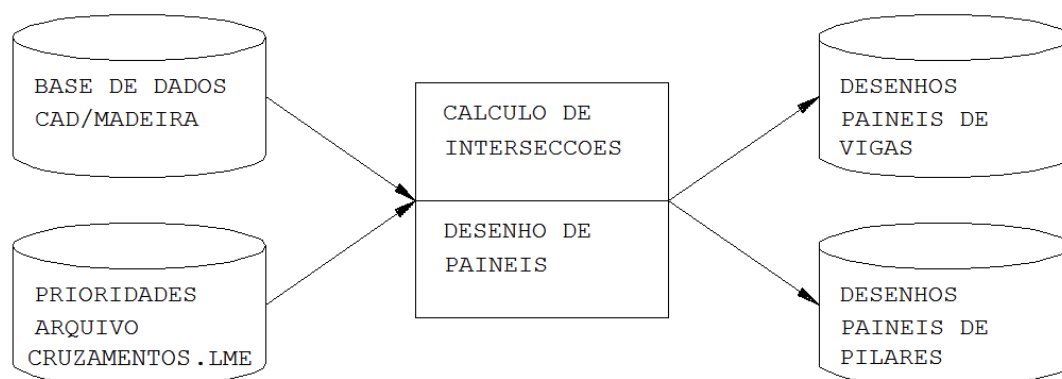 BASE DE DADOS
CAD/MADEIRA
PRIORIDADES
ARQUIVO
CRUZAMENTOS.LME
CALCULO DE
INTERSECCOES
DESENHO DE
PAINEIS
DESENHOS
PAINEIS DE
VIGAS
DESENHOS
PAINEIS DE
PILARES